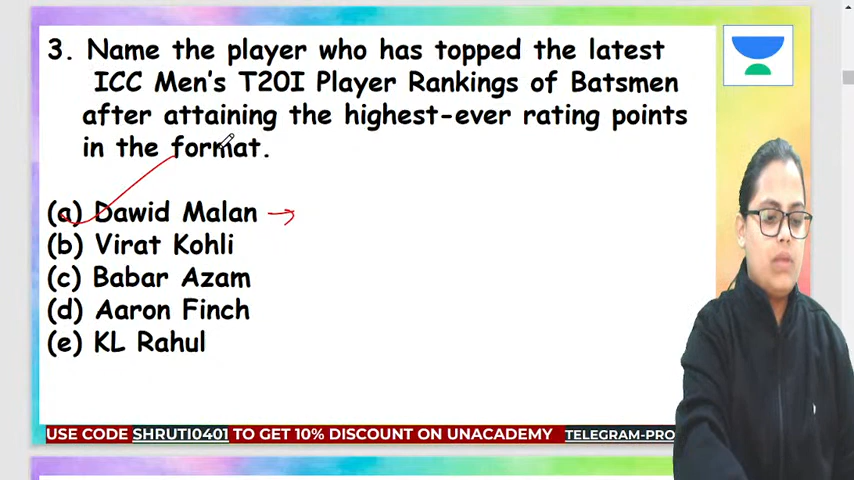 3. Name the player who has topped the latest
ICC Men's T20I Player Rankings of Batsmen
after attaining the highest-ever rating points
in the format.
(a) Dawid Malan
(b) Virat Kohli
(c) Babar Azam
(d) Aaron Finch
(e) KL Rahul
USE CODE SHRUTI0401 TO GET 10% DISCOUNT ON UNACADEMY TELEGRAM-PRO